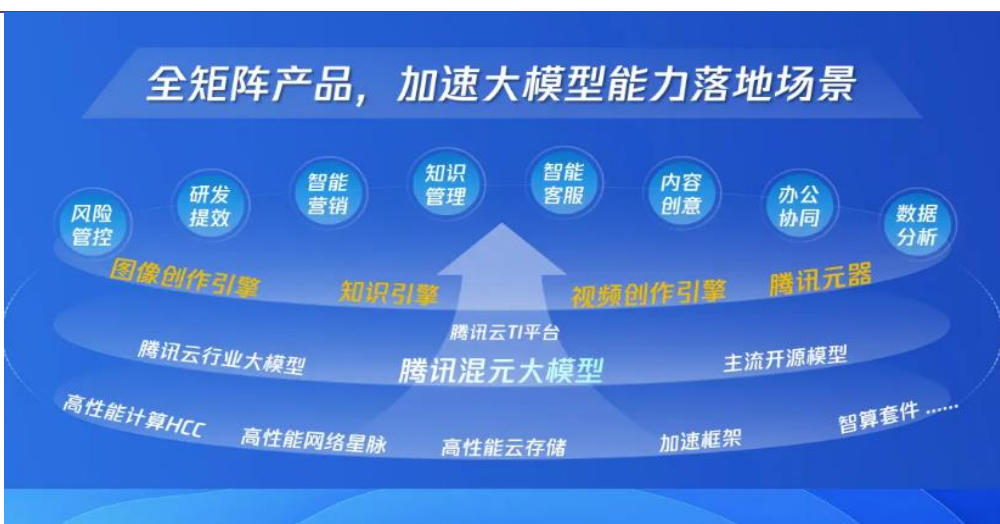 全矩阵产品，加速大模型能力落地场景
风险
管控
研发
提效
智能
营销
知识
管理
智能
客服
内容
创意
办公
协同
数据
分析
图像创作引擎
知识引擎
视频创作引擎
腾讯元器
腾讯云TI平台
腾讯云行业大模型
腾讯混元大模型
主流开源模型
高性能计算HCC
高性能网络星脉
高性能云存储
加速框架
智算套件 ……